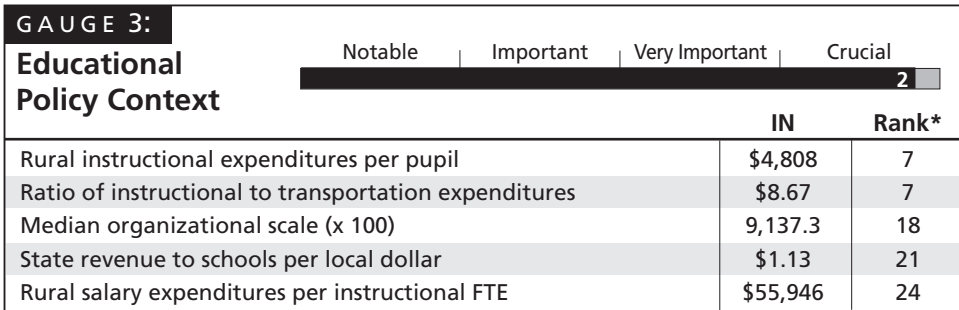 GAUGE 3:
Educational
Policy Context
Notable Important Very Important Crucial
2
IN Rank*
Rural instructional expenditures per pupil $4,808 7
Ratio of instructional to transportation expenditures $8.67 7
Median organizational scale (x 100) 9,137.3 18
State revenue to schools per local dollar $1.13 21
Rural salary expenditures per instructional FTE $55,946 24